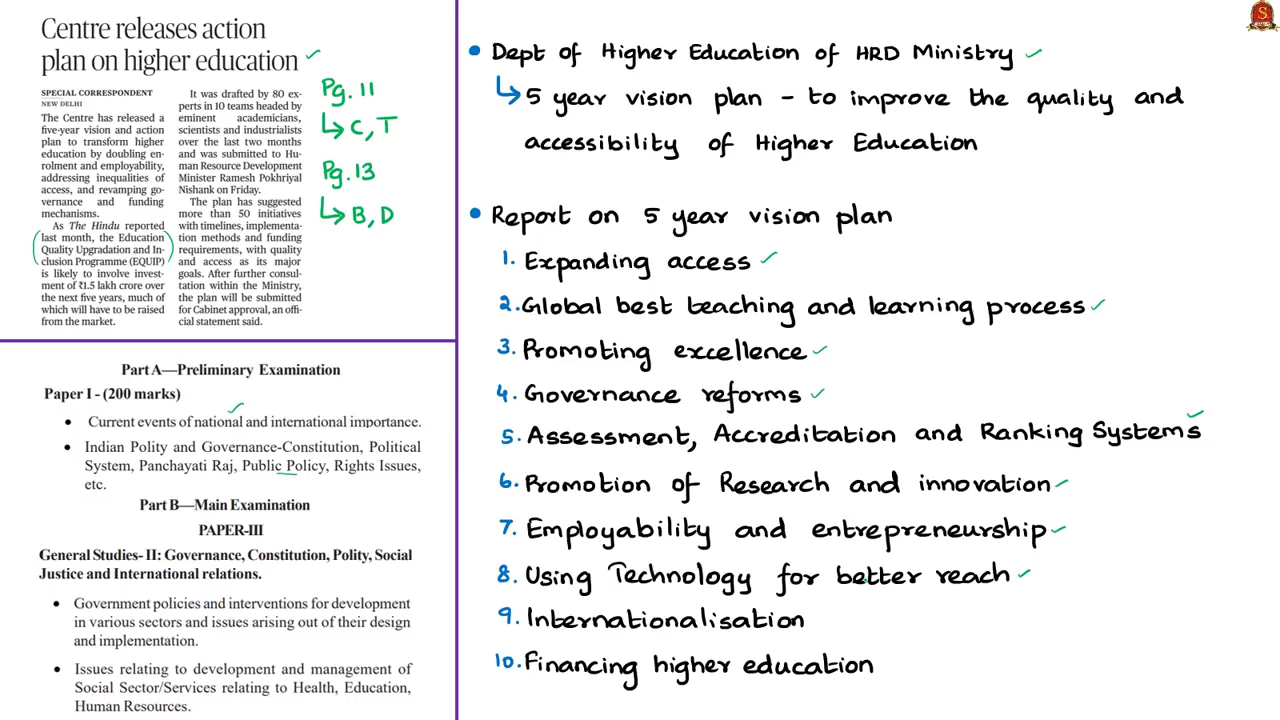 Centre releases action
plan on higher education
SPECIAL CORRESPONDENT
NEW DELHI
The Centre has released a
five-year vision and action
plan to transform higher
education by doubling en-
rolment and employability,
addressing inequalities of
access, and revamping go-
vernance and funding
mechanisms.
As The Hindu reported
last month, the Education
Quality Upgradation and In-
clusion Programme (EQUIP)
is likely to involve invest-
ment of ₹1.5 lakh crore over
the next five years, much of
which will have to be raised
from the market.
It was drafted by 80 ex-
perts in 10 teams headed by
eminent academicians,
scientists and industrialists
over the last two months
and was submitted to Hu-
man Resource Development
Minister Ramesh Pokhriyal
Nishank on Friday.
The plan has suggested
more than 50 initiatives
with timelines, implementa-
tion methods and funding
requirements, with quality
and access as its major
goals. After further consul-
tation within the Ministry,
the plan will be submitted
for Cabinet approval, an offi-
cial statement said.
Pg. 11
↳ C, T
Pg. 13
↳ B, D
Part A—Preliminary Examination
Paper I - (200 marks)
• Current events of national and international importance.
• Indian Polity and Governance-Constitution, Political
System, Panchayati Raj, Public Policy, Rights Issues,
etc.
Part B—Main Examination
PAPER-III
General Studies- II: Governance, Constitution, Polity, Social
Justice and International relations.
• Government policies and interventions for development
in various sectors and issues arising out of their design
and implementation.
• Issues relating to development and management of
Social Sector/Services relating to Health, Education,
Human Resources.
• Dept of Higher Education of HRD Ministry
↳ 5 year vision plan - to improve the quality and
accessibility of Higher Education
• Report on 5 year vision plan
1. Expanding access
2. Global best teaching and learning process
3. Promoting excellence
4. Governance reforms
5. Assessment, Accreditation and Ranking Systems
6. Promotion of Research and innovation
7. Employability and entrepreneurship
8. Using Technology for better reach
9. Internationalisation
10. Financing higher education